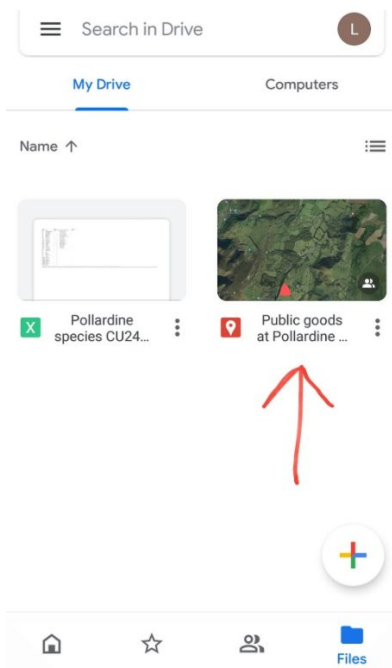 Search in Drive
L
My Drive
Computers
Name ↑
X
Pollardine
species CU24...
Public goods
at Pollardine ...
Files